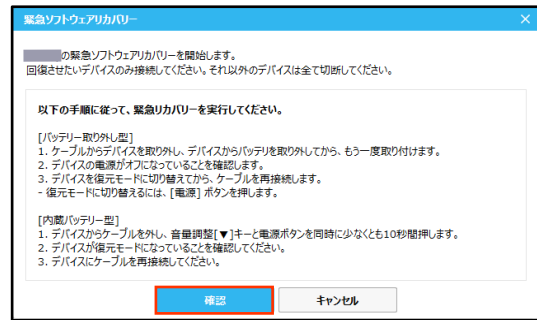 緊急ソフトウェアリカバリー
の緊急ソフトウェアリカバリーを開始します。
回復させたいデバイスのみ接続してください。それ以外のデバイスは全て切断してください。
以下の手順に従って、緊急リカバリーを実行してください。
[バッテリー取り外し型]
1. ケーブルからデバイスを取外し、デバイスからバッテリを取外してから、もう一度取り付けます。
2. デバイスの電源がオフになっていることを確認します。
3. デバイスを復元モードに切り替えてから、ケーブルを再接続します。
- 復元モードに切り替えるには、[電源] ボタンを押します。
[内蔵バッテリー型]
1. デバイスからケーブルを外し、音量調整[▼]キーと電源ボタンを同時に少なくとも10秒間押します。
2. デバイスが復元モードになっていることを確認してください。
3. デバイスにケーブルを再接続してください。
確認
キャンセル